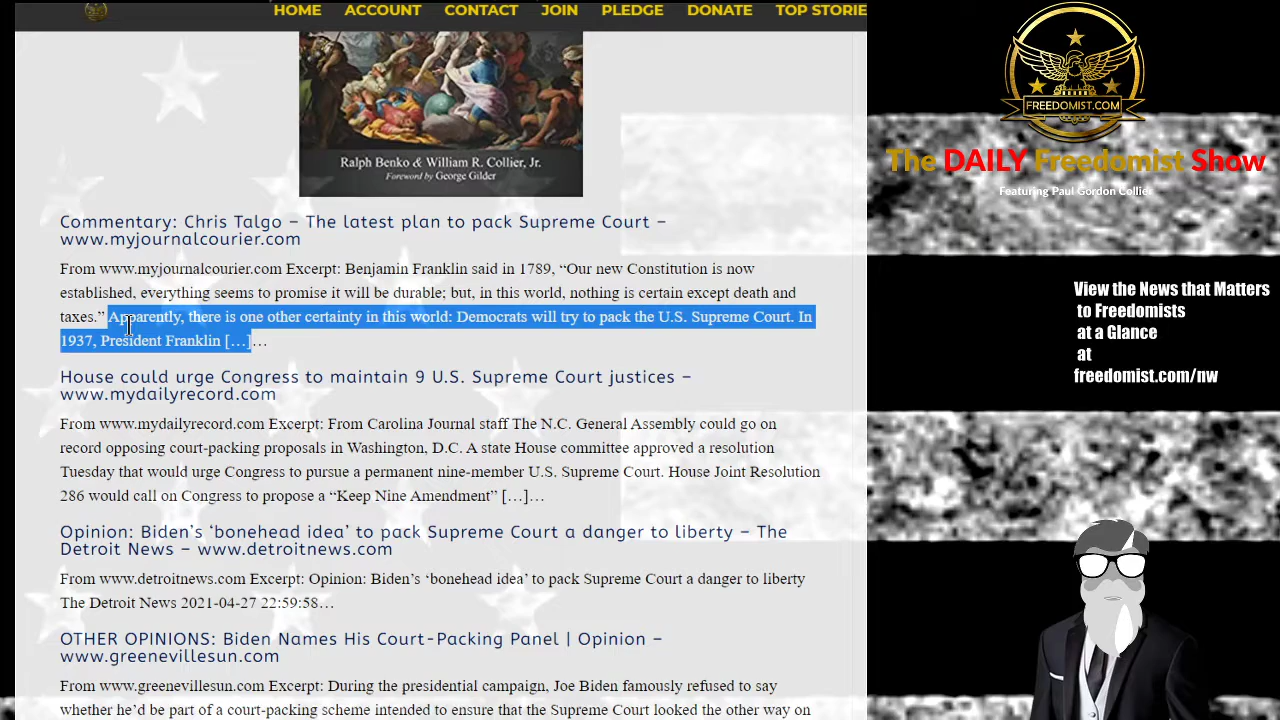 HOME ACCOUNT CONTACT JOIN PLEDGE DONATE TOP STORIE
Ralph Benko & William R. Collier, Jr.
Foreword by George Gilder
Commentary: Chris Talgo – The latest plan to pack Supreme Court –
www.myjournalcourier.com
From www.myjournalcourier.com Excerpt: Benjamin Franklin said in 1789, “Our new Constitution is now
established, everything seems to promise it will be durable; but, in this world, nothing is certain except death and
taxes.” Apparently, there is one other certainty in this world: Democrats will try to pack the U.S. Supreme Court. In
1937, President Franklin […]…
House could urge Congress to maintain 9 U.S. Supreme Court justices –
www.mydailyrecord.com
From www.mydailyrecord.com Excerpt: From Carolina Journal staff The N.C. General Assembly could go on
record opposing court-packing proposals in Washington, D.C. A state House committee approved a resolution
Tuesday that would urge Congress to pursue a permanent nine-member U.S. Supreme Court. House Joint Resolution
286 would call on Congress to propose a “Keep Nine Amendment” […]…
Opinion: Biden’s ‘bonehead idea’ to pack Supreme Court a danger to liberty – The
Detroit News – www.detroitnews.com
From www.detroitnews.com Excerpt: Opinion: Biden’s ‘bonehead idea’ to pack Supreme Court a danger to liberty
The Detroit News 2021-04-27 22:59:58…
OTHER OPINIONS: Biden Names His Court-Packing Panel | Opinion –
www.greenevillesun.com
From www.greenevillesun.com Excerpt: During the presidential campaign, Joe Biden famously refused to say
whether he’d be part of a court-packing scheme intended to ensure that the Supreme Court looked the other way on
FREEDOMIST.COM
The DAILY Freedomist Show
Featuring Paul Gordon Collier
View the News that Matters
to Freedomists
at a Glance
at
freedomist.com/nw